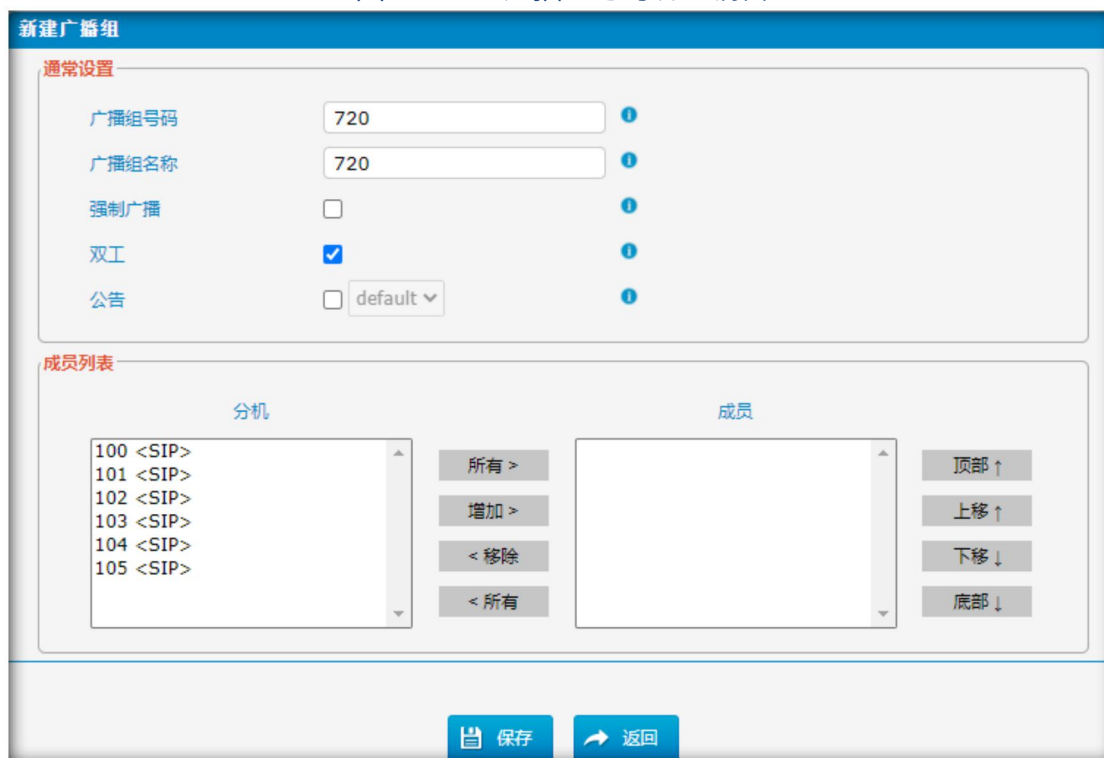 新建广播组
通常设置
广播组号码 720
广播组名称 720
强制广播
双工
公告 default
成员列表
分机 成员
100 <SIP>
101 <SIP>
102 <SIP>
103 <SIP>
104 <SIP>
105 <SIP>
所有 >
增加 >
< 移除
< 所有
顶部 ↑
上移 ↑
下移 ↓
底部 ↓
保存 返回